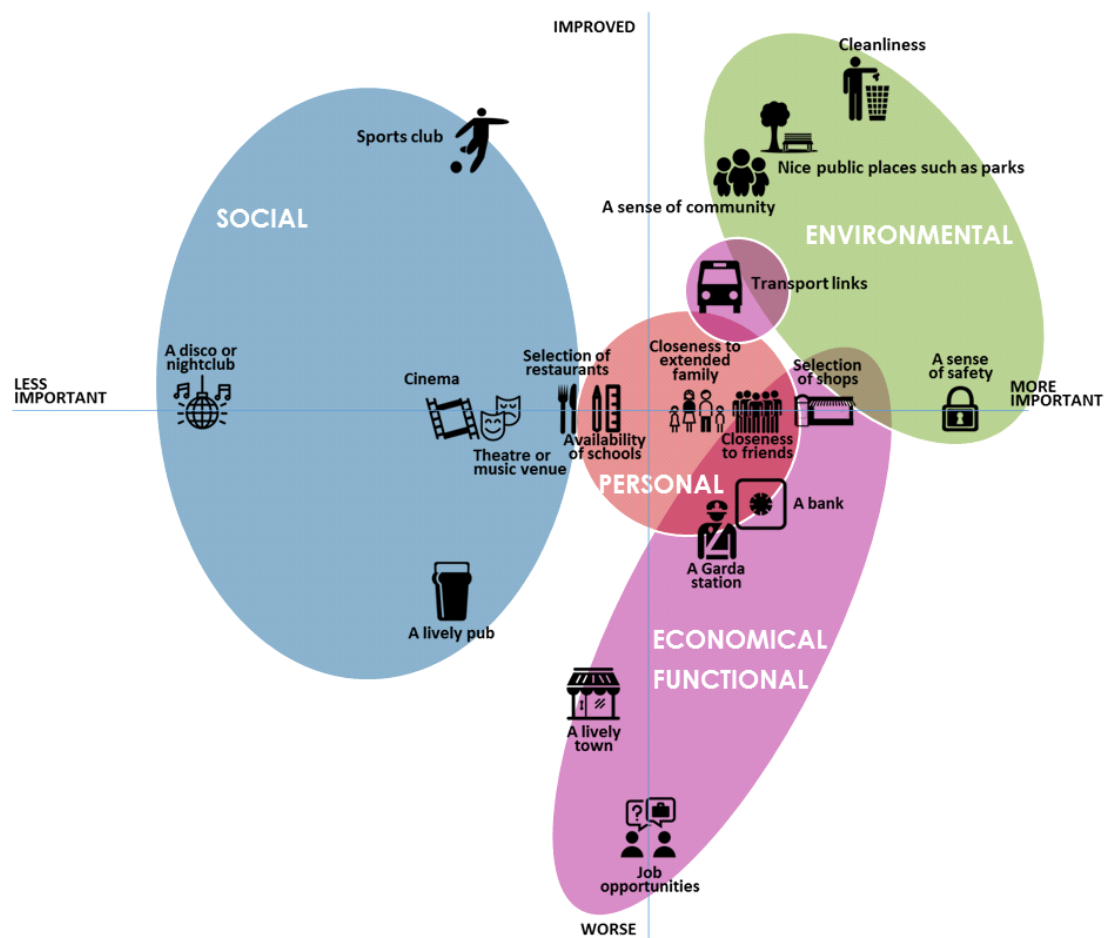 IMPROVED
Cleanliness
Sports club
Nice public places such as parks
A sense of community
SOCIAL
ENVIRONMENTAL
Transport links
A disco or
nightclub
Selection of
restaurants
Closeness to
extended
family
Selection
of shops
A sense
of safety
LESS
IMPORTANT
Cinema
MORE
IMPORTANT
Theatre or
music venue
Availability
of schools
Closeness
to friends
PERSONAL
A bank
?
A Garda
station
A lively pub
ECONOMICAL
FUNCTIONAL
A lively
town
Job
opportunities
WORSE